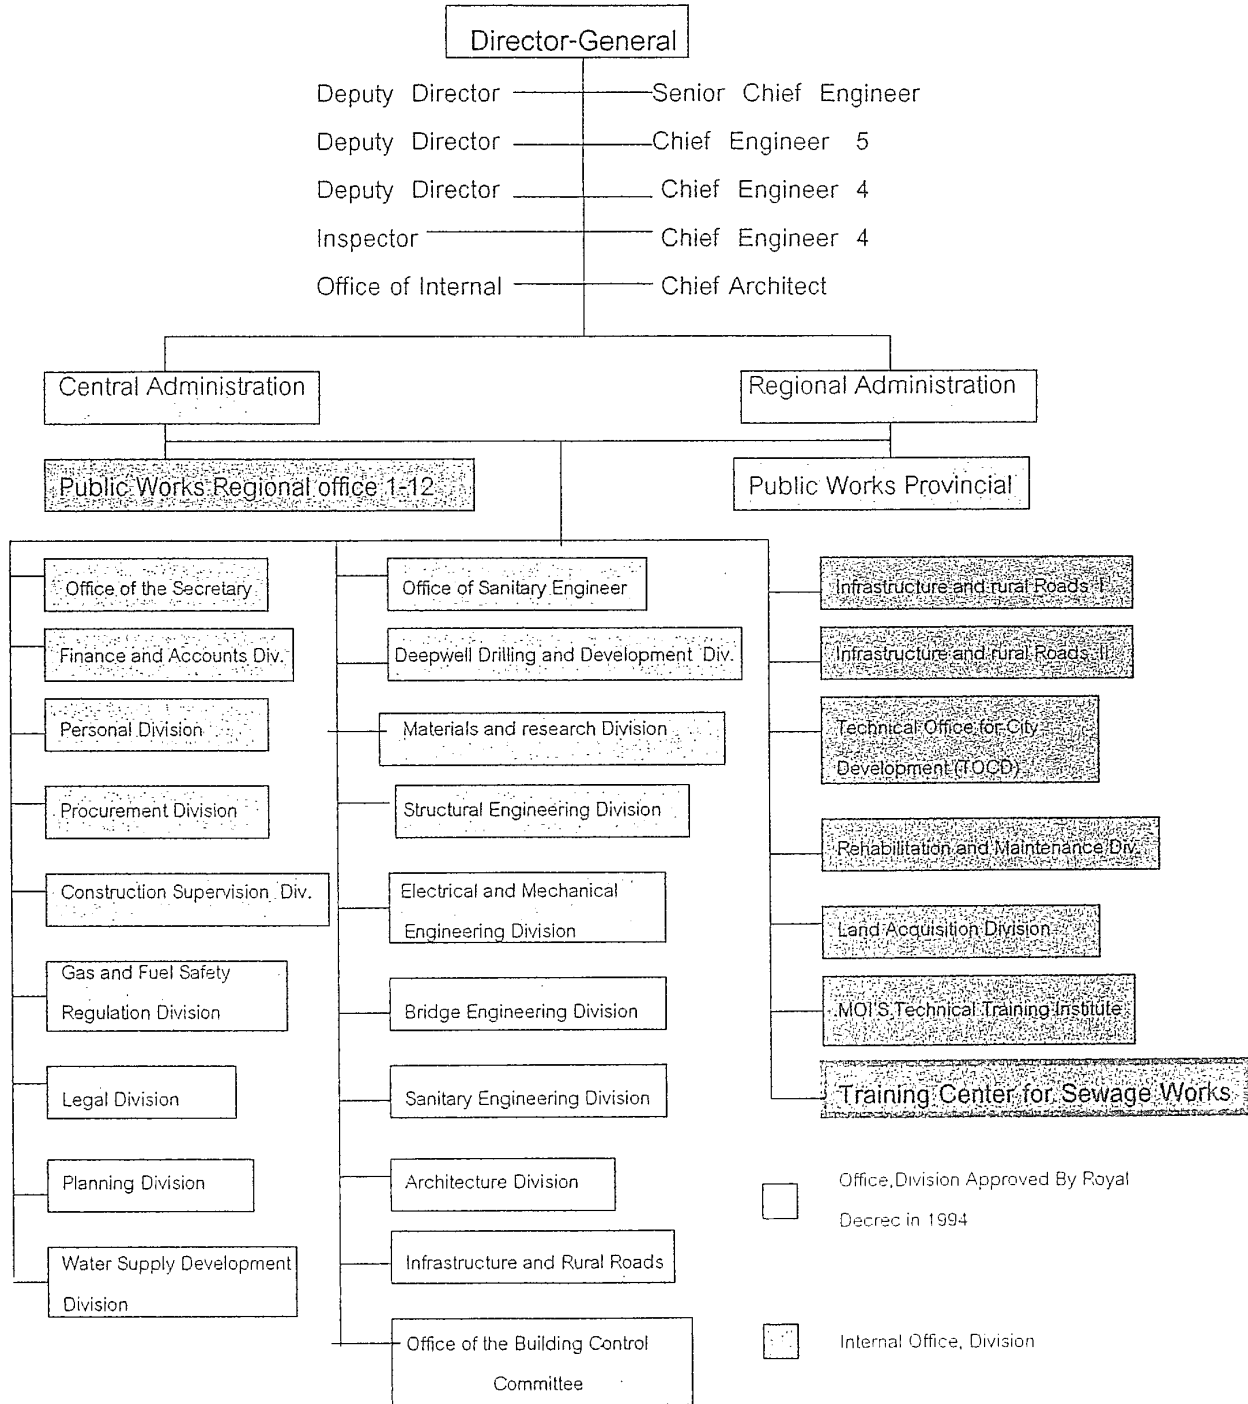 Director-General
Deputy Director Senior Chief Engineer
Deputy Director Chief Engineer 5
Deputy Director Chief Engineer 4
Inspector Chief Engineer 4
Office of Internal Chief Architect
Central Administration
Regional Administration
Public Works Regional office 1-12
Public Works Provincial
Office of the Secretary
Finance and Accounts Div.
Personal Division
Procurement Division
Construction Supervision Div.
Gas and Fuel Safety
Regulation Division
Legal Division
Planning Division
Water Supply Development
Division
Office of Sanitary Engineer
Deepwell Drilling and Development Div.
Materials and research Division
Structural Engineering Division
Electrical and Mechanical
Engineering Division
Bridge Engineering Division
Sanitary Engineering Division
Architecture Division
Infrastructure and Rural Roads
Office of the Building Control
Committee
Infrastructure and rural Roads I
Infrastructure and rural Roads II
Technical Office for City
Development (TOCD)
Rehabilitation and Maintenance Div.
Land Acquisition Division
MOI'S Technical Training Institute
Training Center for Sewage Works
Office,Division Approved By Royal
Decrec in 1994
Internal Office, Division